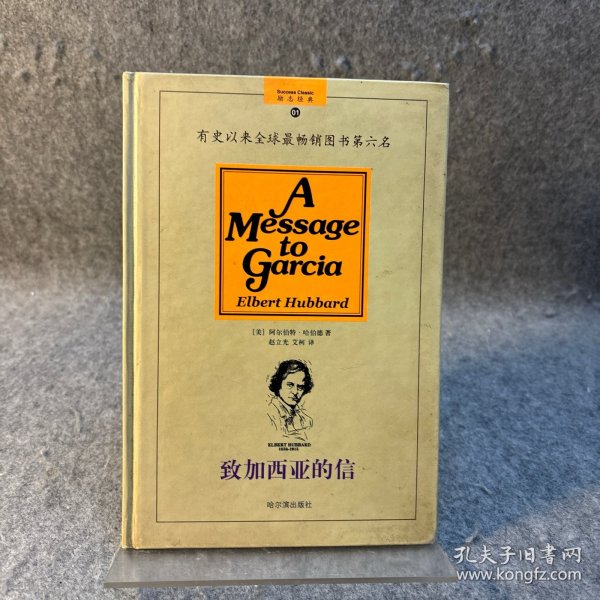 Success Classic
励志经典
01
有史以来全球最畅销图书第六名
A
Message
to
Garcia
Elbert Hubbard
[美] 阿尔伯特·哈伯德 著
赵立光 艾柯 译
ELBERT HUBBARD
致加西亚的信
哈尔滨出版社
孔夫子旧书网
www.kongfz.com